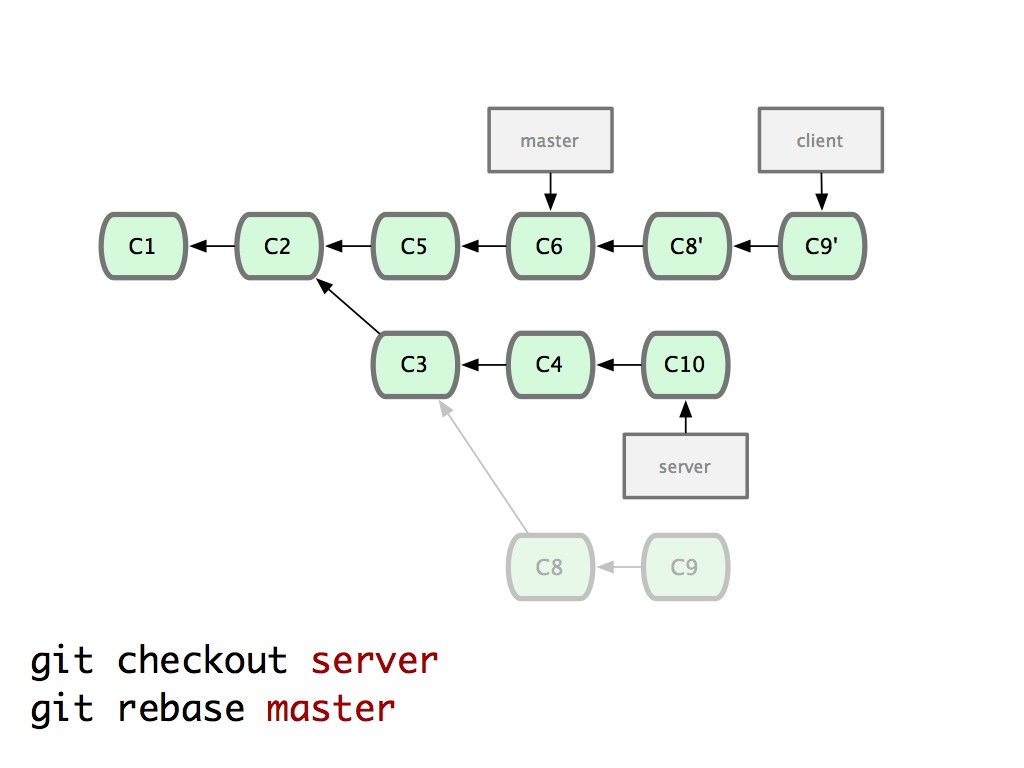 master client
C1 C2 C5 C6 C8' C9'
C3 C4 C10
server
C8 C9
git checkout server
git rebase master